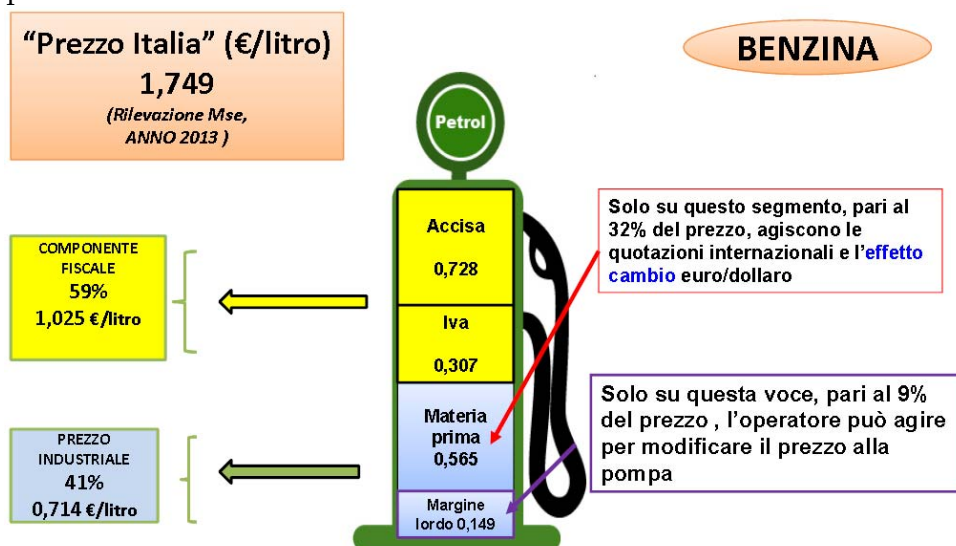 “Prezzo Italia” (€/litro)
1,749
(Rilevazione Mse,
ANNO 2013 )
BENZINA
Petrol
Accisa
0,728
Iva
0,307
Materia
prima
0,565
Margine
lordo 0,149
COMPONENTE
FISCALE
59%
1,025 €/litro
PREZZO
INDUSTRIALE
41%
0,714 €/litro
Solo su questo segmento, pari al
32% del prezzo, agiscono le
quotazioni internazionali e l’effetto
cambio euro/dollaro
Solo su questa voce, pari al 9%
del prezzo , l’operatore può agire
per modificare il prezzo alla
pompa